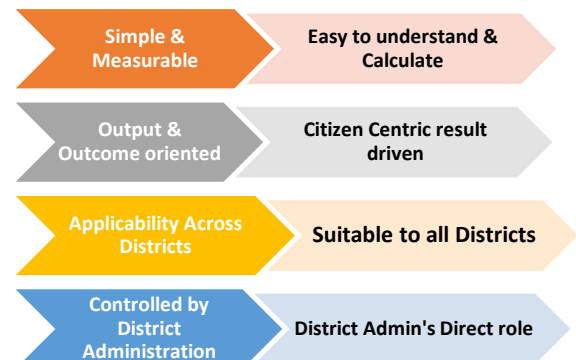 Simple &
Measurable
Easy to understand &
Calculate
Output &
Outcome oriented
Citizen Centric result
driven
Applicability Across
Districts
Suitable to all Districts
Controlled by
District
Administration
District Admin's Direct role